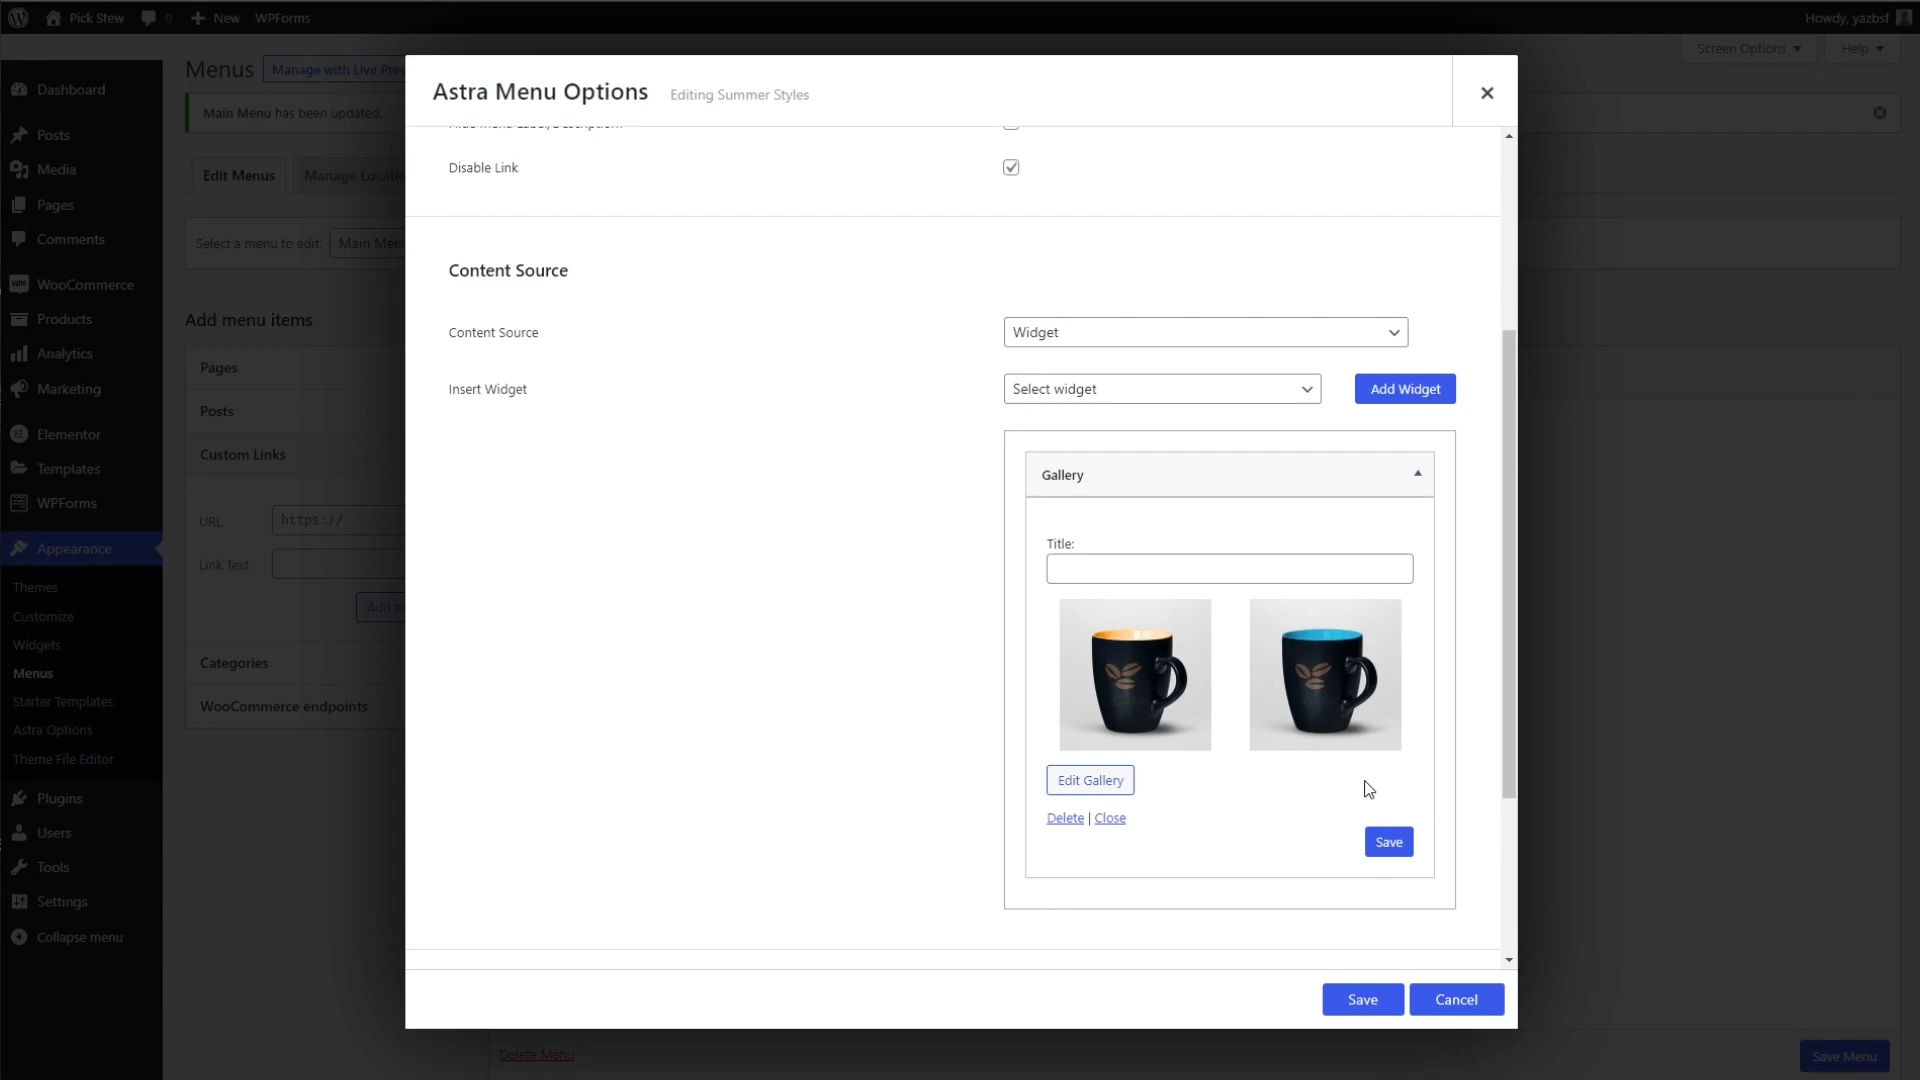 Pick Stew
0
New
WPForms
Howdy, yazbsf
Screen Options
Help
Dashboard
Posts
Media
Pages
Comments
WooCommerce
Products
Analytics
Marketing
Elementor
Templates
WPForms
Appearance
Themes
Customize
Widgets
Menus
Starter Templates
Astra Options
Theme File Editor
Plugins
Users
Tools
Settings
Collapse menu
Menus
Manage with Live Prev
Main Menu has been updated.
Edit Menus
Manage Locatio
Select a menu to edit:
Main Men
Add menu items
Pages
Posts
Custom Links
URL
https://
Link Text
Add to
Categories
WooCommerce endpoints
Astra Menu Options
Editing Summer Styles
Disable Link
Content Source
Content Source
Widget
Insert Widget
Select widget
Add Widget
Gallery
Title:
Edit Gallery
Delete | Close
Save
Save
Cancel
Delete Menu
Save Menu